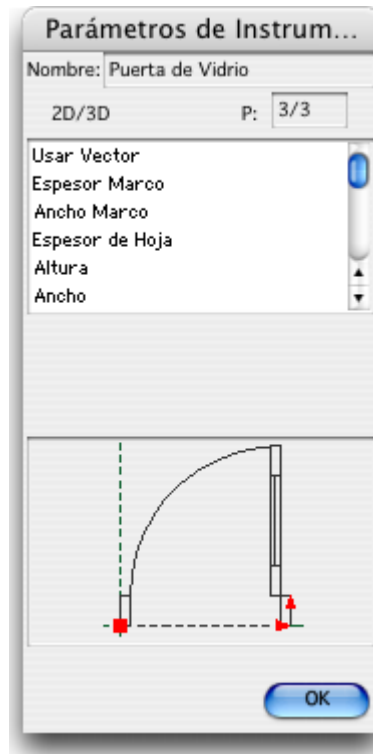 Parámetros de Instrum...
Nombre: Puerta de Vidrio
2D/3D P: 3/3
Usar Vector
Espesor Marco
Ancho Marco
Espesor de Hoja
Altura
Ancho
OK